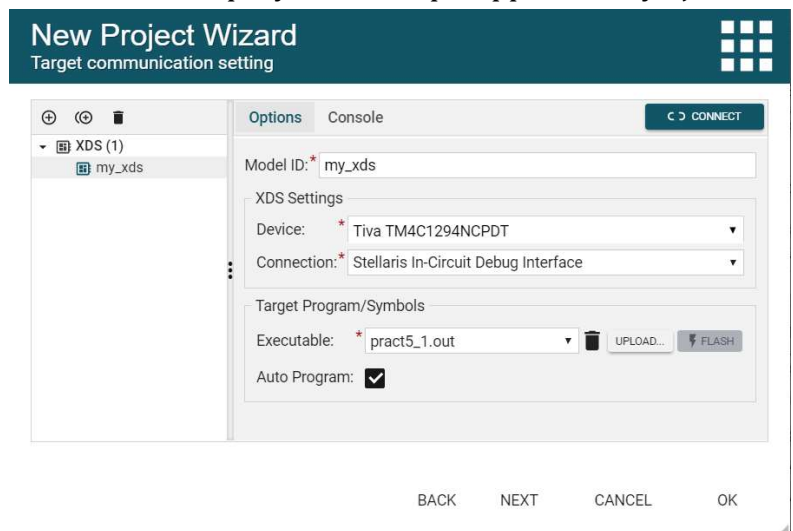 New Project Wizard
Target communication setting
Options Console CONNECT
XDS (1)
my_xds
Model ID:* my_xds
XDS Settings
Device: * Tiva TM4C1294NCPDT
Connection:* Stellaris In-Circuit Debug Interface
Target Program/Symbols
Executable: * pract5_1.out UPLOAD... FLASH
Auto Program:
BACK NEXT CANCEL OK